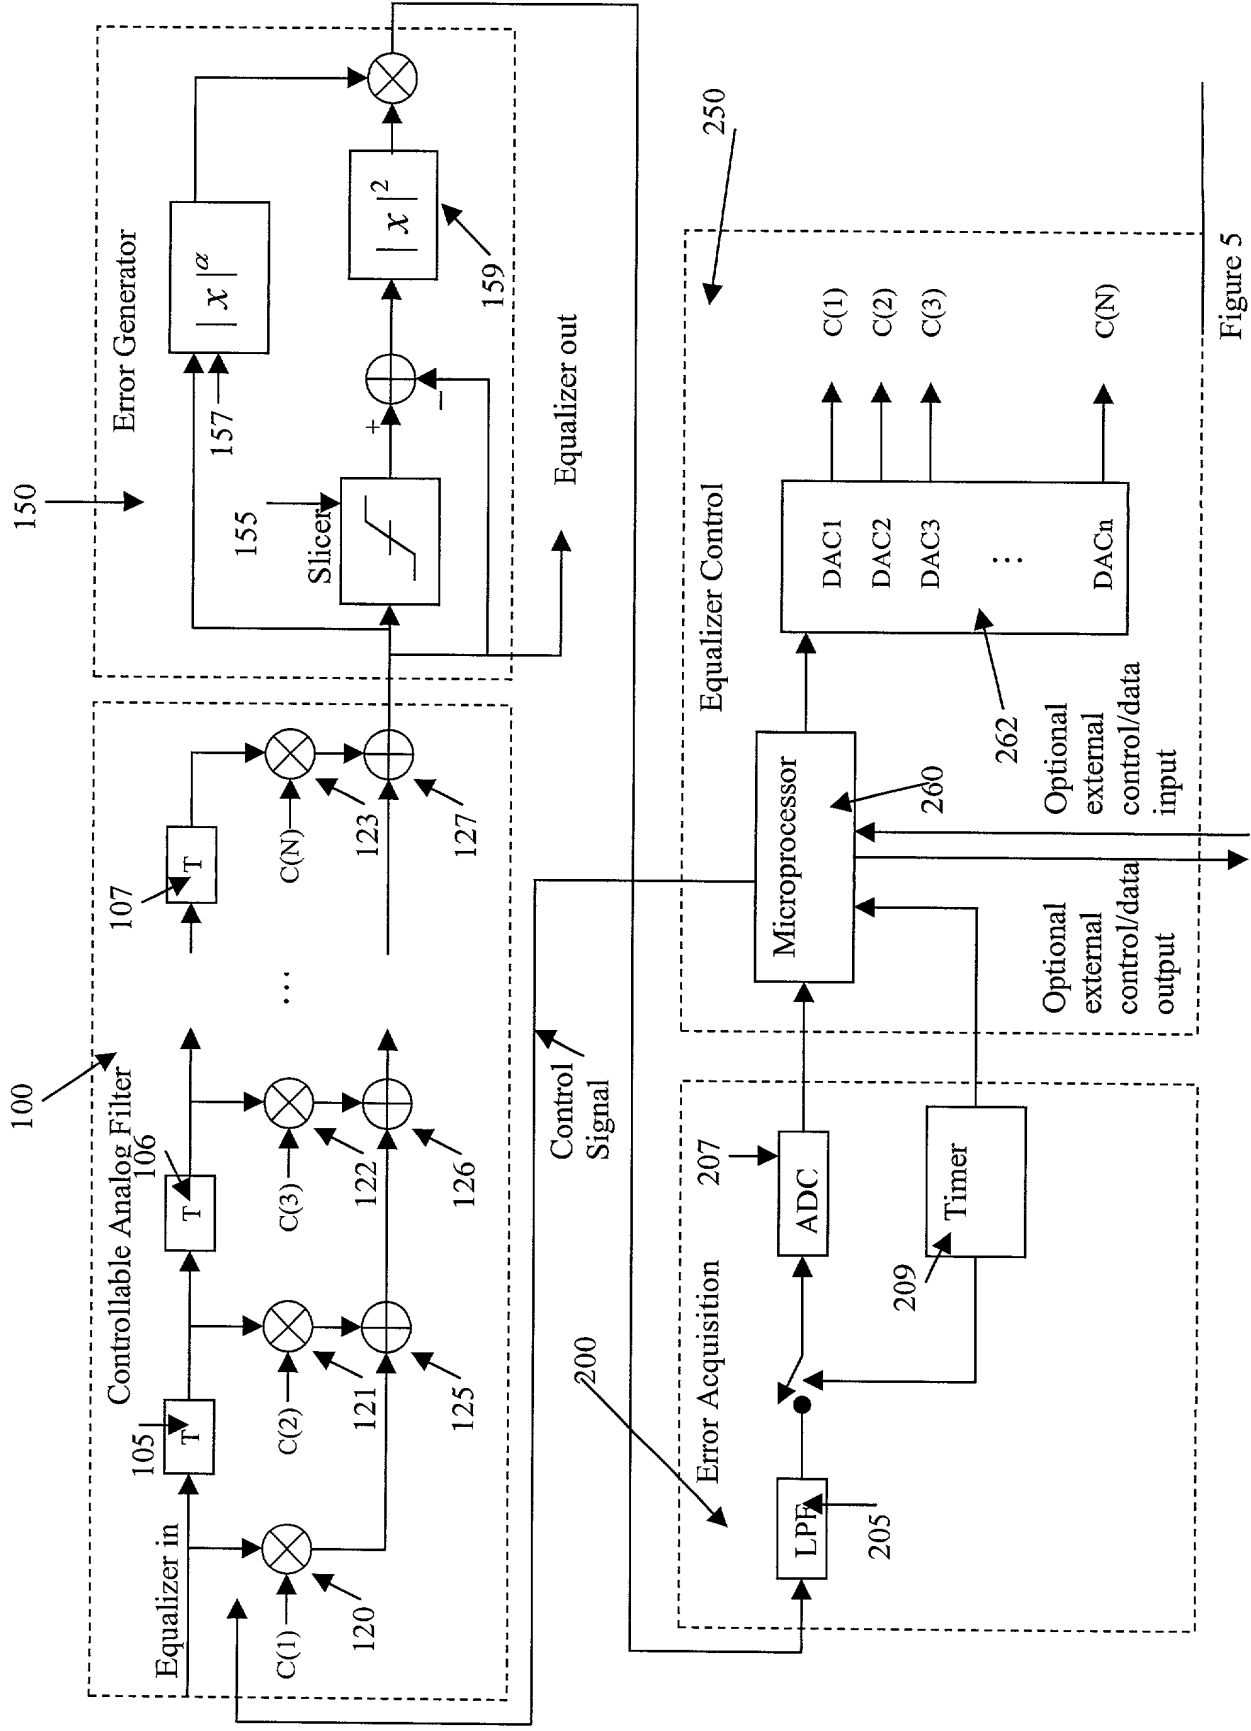 100
150
Controllable Analog Filter
Error Generator
Equalizer in
105
T
106
T
107
T
157
|x|^α
155
Slicer
+
−
|x|²
159
C(1)
120
C(2)
121
C(3)
122
...
C(N)
123
125
126
127
Equalizer out
Control
Signal
200
Error Acquisition
207
LPF
205
ADC
209
Timer
250
Equalizer Control
Microprocessor
260
262
DAC1
DAC2
DAC3
...
DACn
C(1)
C(2)
C(3)
C(N)
Optional
external
control/data
output
Optional
external
control/data
input
Figure 5